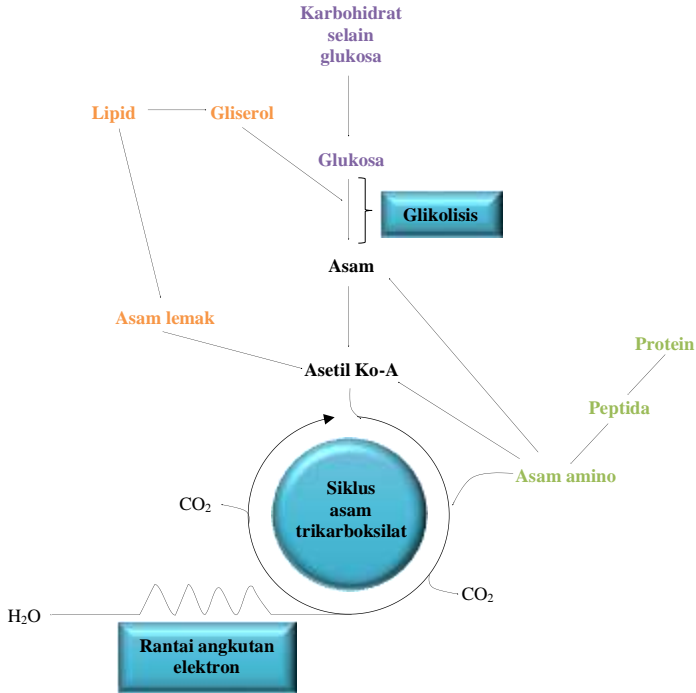 Karbohidrat
selain
glukosa
Lipid
Gliserol
Glukosa
Glikolisis
Asam
Asam lemak
Protein
Asetil Ko-A
Peptida
Asam amino
Siklus
asam
trikarboksilat
CO₂
CO₂
H₂O
Rantai angkutan
elektron